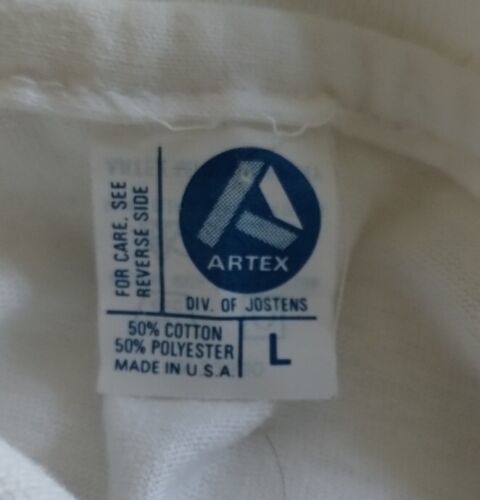 FOR CARE. SEE
REVERSE SIDE
ARTEX
DIV. OF JOSTENS
50% COTTON
50% POLYESTER
MADE IN U.S.A.
L